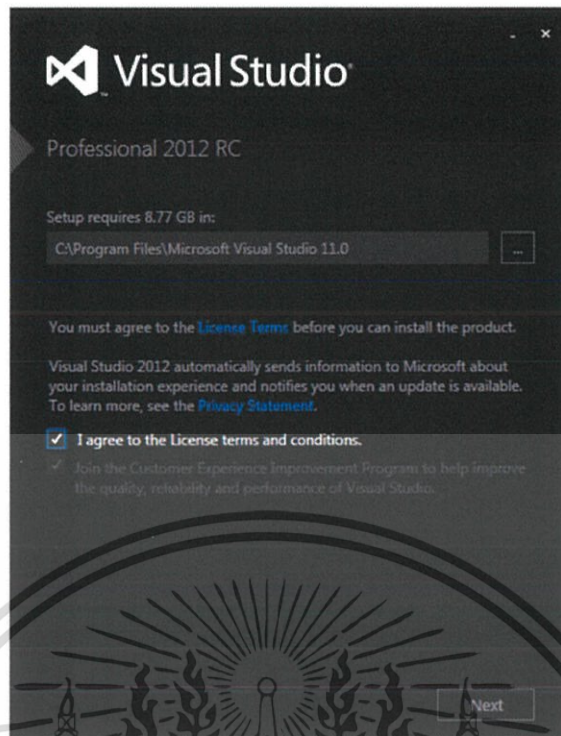 Visual Studio
Professional 2012 RC
Setup requires 8.77 GB in:
C:\Program Files\Microsoft Visual Studio 11.0
...
You must agree to the License Terms before you can install the product.
Visual Studio 2012 automatically sends information to Microsoft about
your installation experience and notifies you when an update is available.
To learn more, see the Privacy Statement.
I agree to the License terms and conditions.
Join the Customer Experience Improvement Program to help improve
the quality, reliability and performance of Visual Studio.
Next